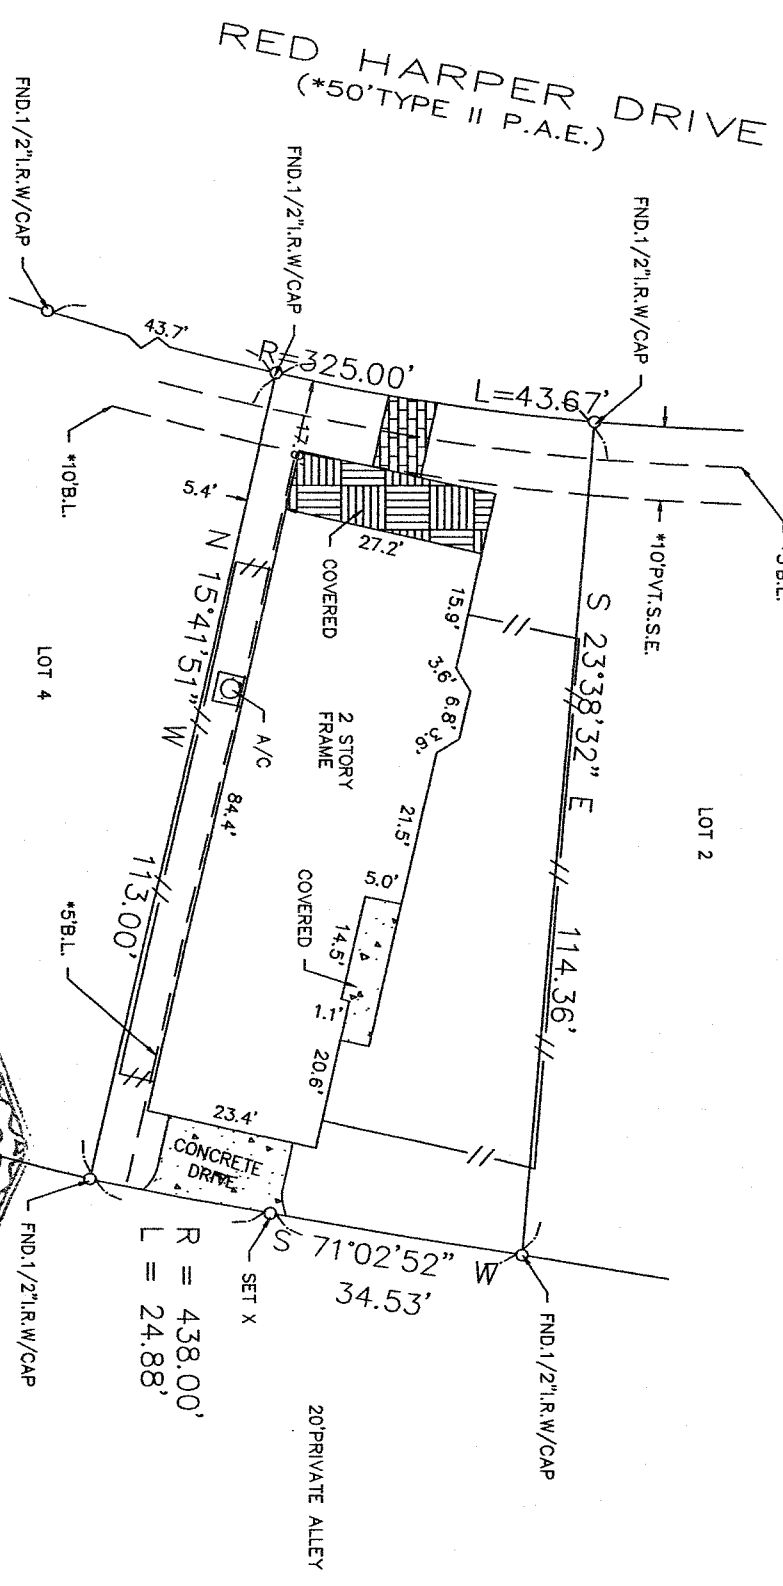 RED HARPER DRIVE
(*50'TYPE II P.A.E.)
FND.1/2"I.R.W/CAP
FND.1/2"I.R.W/CAP
FND.1/2"I.R.W/CAP
43.7'
R=325.00'
L=43.67'
*10'B.L.
5.4'
27.2'
COVERED
*10'PVT.S.S.E.
N 15°41'51" W
113.00'
S 23°38'32" E
114.36'
15.9'
3.6'
6.8'
3.6'
LOT 4
A/C
2 STORY
FRAME
LOT 2
84.4'
21.5'
5.0'
COVERED
14.5'
1.1'
20.6'
*5'B.L.
23.4'
CONCRETE
DRIVE
S 71°02'52" W
34.53'
R = 438.00'
L = 24.88'
SET X
FND.1/2"I.R.W/CAP
FND.1/2"I.R.W/CAP
20'PRIVATE ALLEY